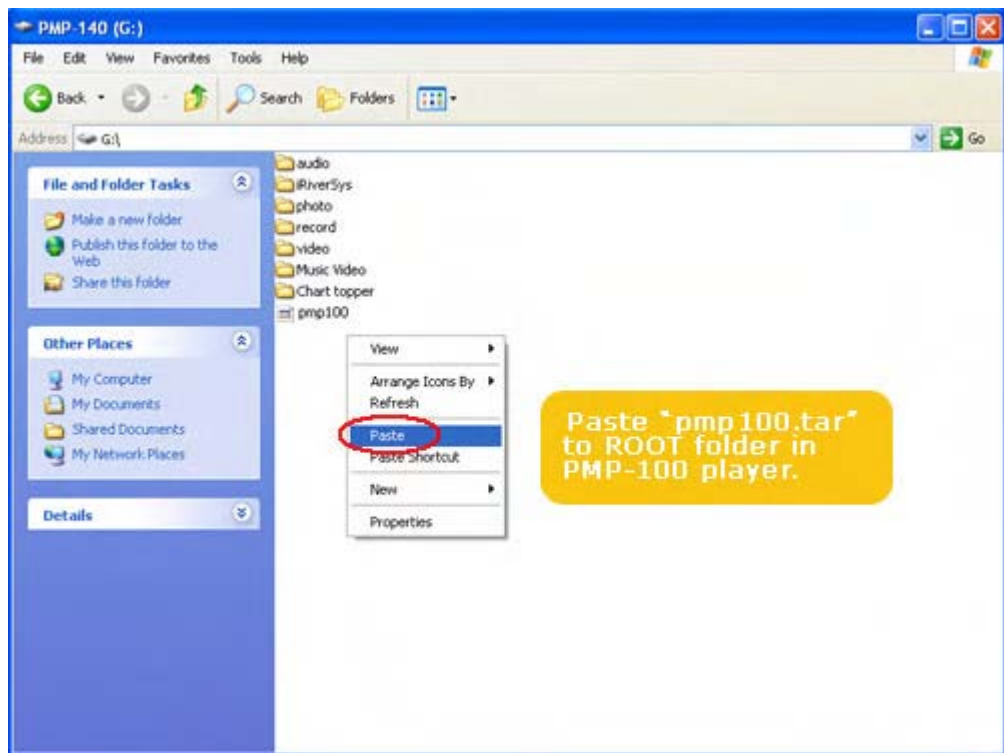 PMP-140 (G:)
File Edit View Favorites Tools Help
Back Search Folders
Address G:\ Go
File and Folder Tasks
Make a new folder
Publish this folder to the
Web
Share this folder
Other Places
My Computer
My Documents
Shared Documents
My Network Places
Details
audio
iRiverSys
photo
record
video
Music Video
Chart topper
pmp100
View
Arrange Icons By
Refresh
Paste
Paste Shortcut
New
Properties
Paste "pmp100.tar"
to ROOT folder in
PMP-100 player.